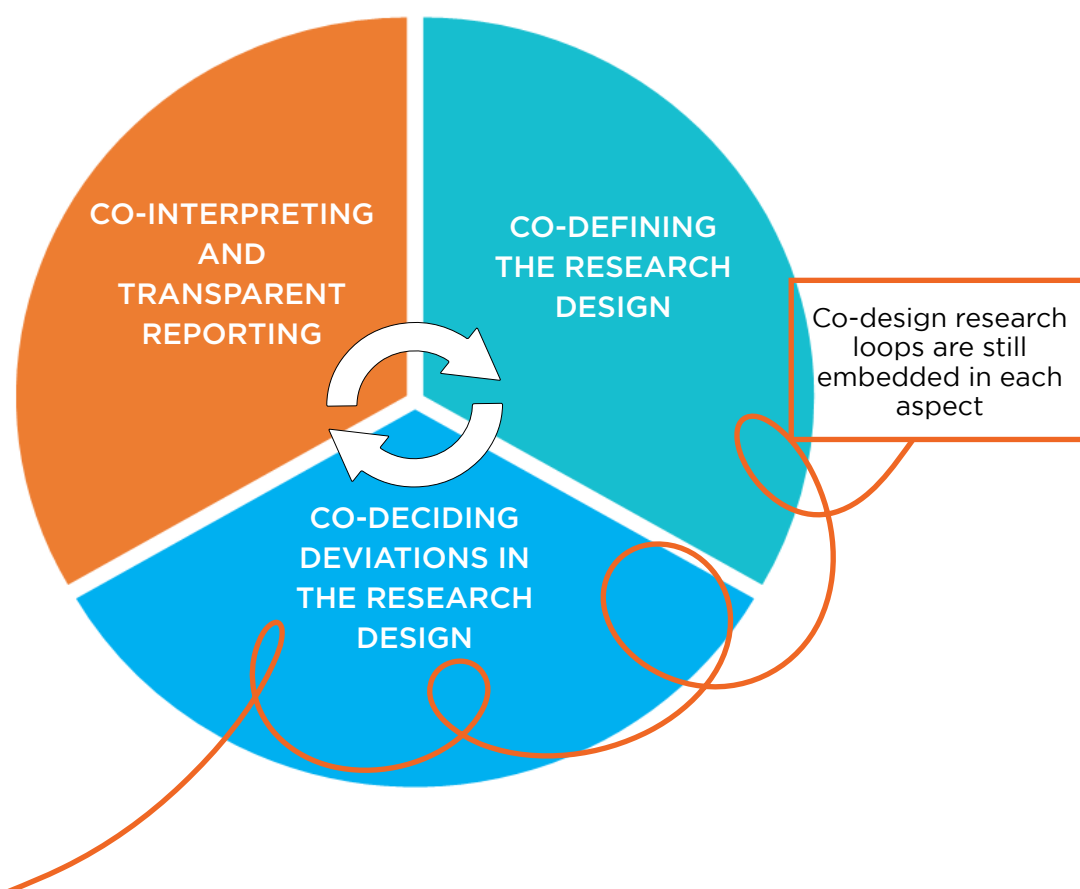 CO-INTERPRETING
AND
TRANSPARENT
REPORTING
CO-DEFINING
THE RESEARCH
DESIGN
Co-design research
loops are still
embedded in each
aspect
CO-DECIDING
DEVIATIONS IN
THE RESEARCH
DESIGN